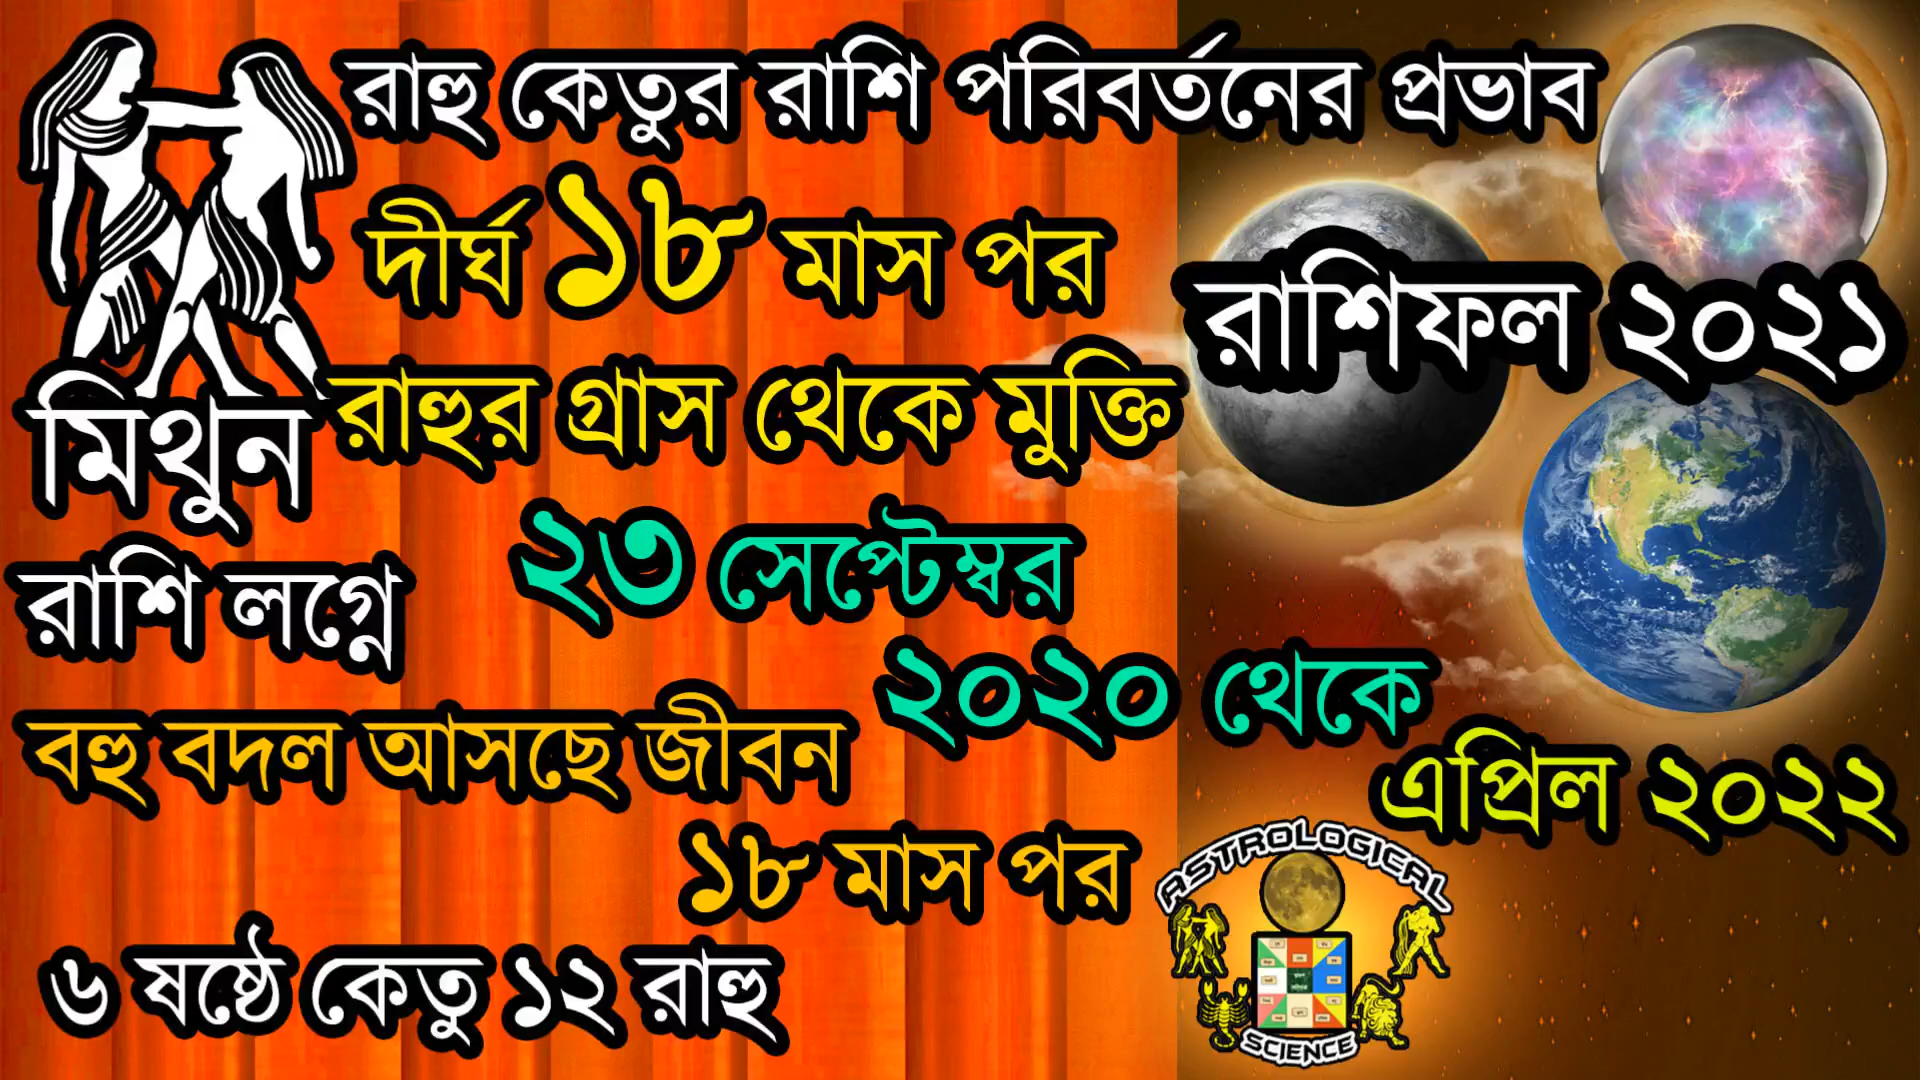 রাহু কেতুর রাশি পরিবর্তনের প্রভাব
দীর্ঘ ১৮ মাস পর
রাশিফল ২০২১
রাহুর গ্রাস থেকে মুক্তি
মিথুন
রাশি লগ্নে
২৩ সেপ্টেম্বর
২০২০ থেকে
এপ্রিল ২০২২
বহু বদল আসছে জীবন
১৮ মাস পর
৬ ষষ্ঠে কেতু ১২ রাহু
ASTROLOGICAL
SCIENCE